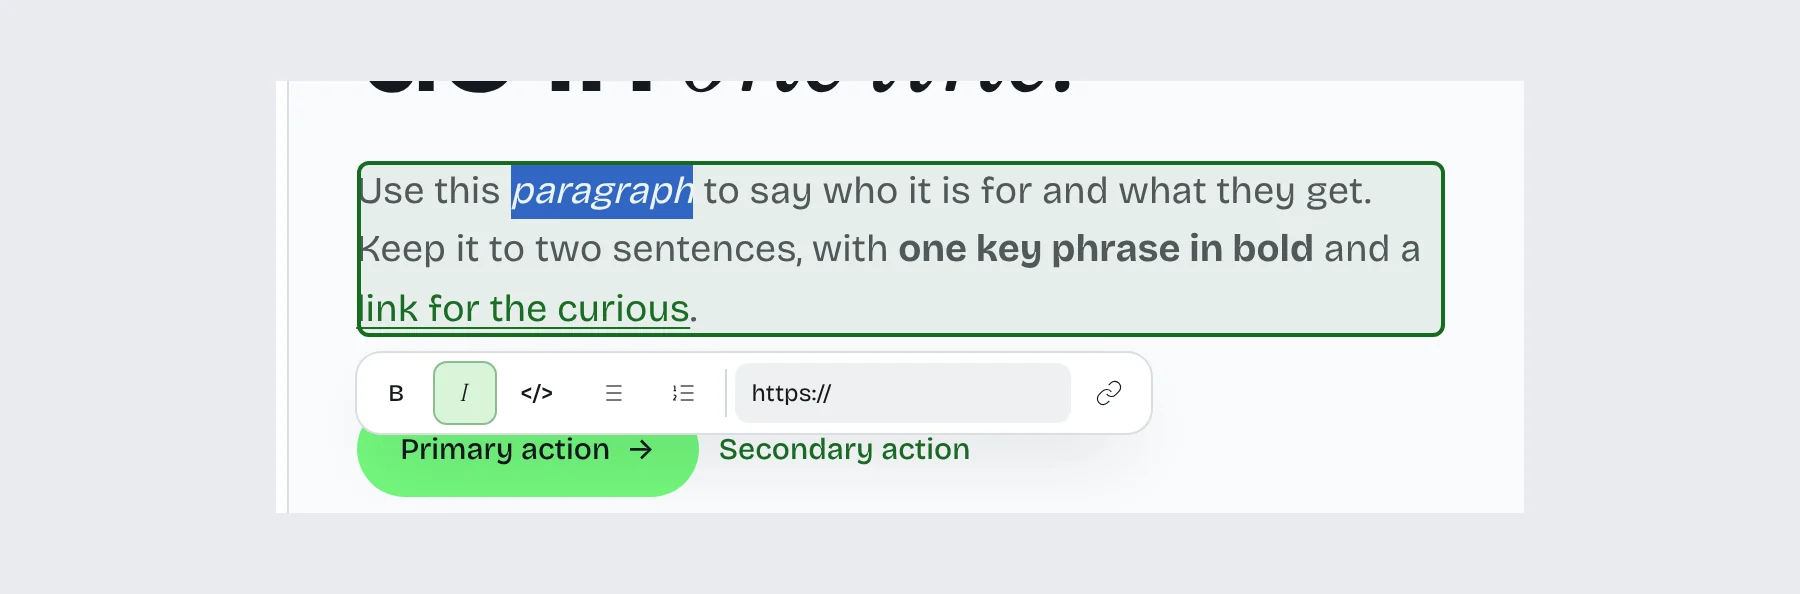 Use this paragraph to say who it is for and what they get.
Keep it to two sentences, with one key phrase in bold and a
link for the curious.
B I </> https://
Primary action → Secondary action